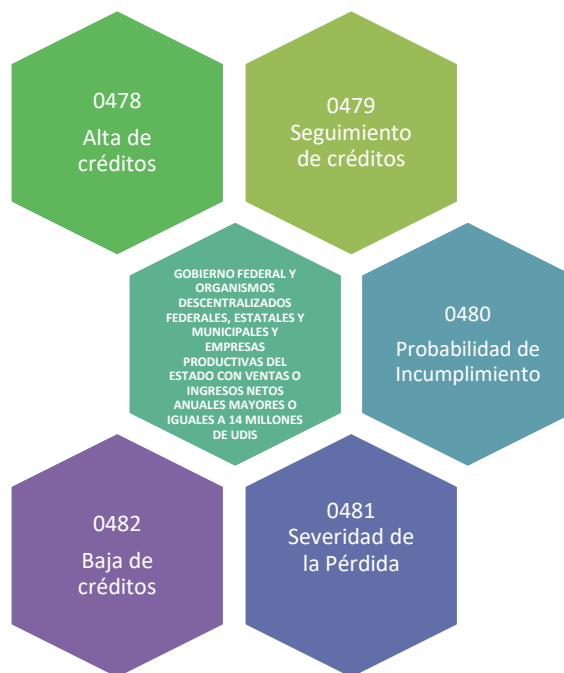 0478
Alta de
créditos
0479
Seguimiento
de créditos
GOBIERNO FEDERAL Y
ORGANISMOS
DESCENTRALIZADOS
FEDERALES, ESTATALES Y
MUNICIPALES Y
EMPRESAS
PRODUCTIVAS DEL
ESTADO CON VENTAS O
INGRESOS NETOS
ANUALES MAYORES O
IGUALES A 14 MILLONES
DE UDIS
0480
Probabilidad de
Incumplimiento
0482
Baja de
créditos
0481
Severidad de
la Pérdida